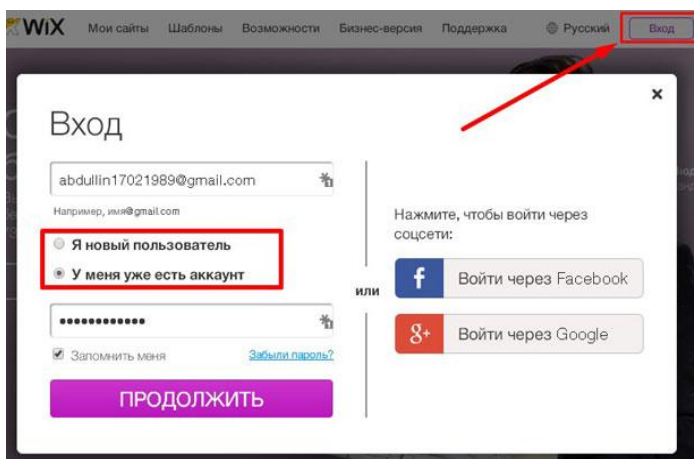 WiX Мои сайты Шаблоны Возможности Бизнес-версия Поддержка Русский Вход
Вход
abdullin17021989@gmail.com
Например, имя@gmail.com
Я новый пользователь
У меня уже есть аккаунт
••••••••••••
Запомнить меня Забыли пароль?
ПРОДОЛЖИТЬ
или
Нажмите, чтобы войти через
соцсети:
f Войти через Facebook
g+ Войти через Google